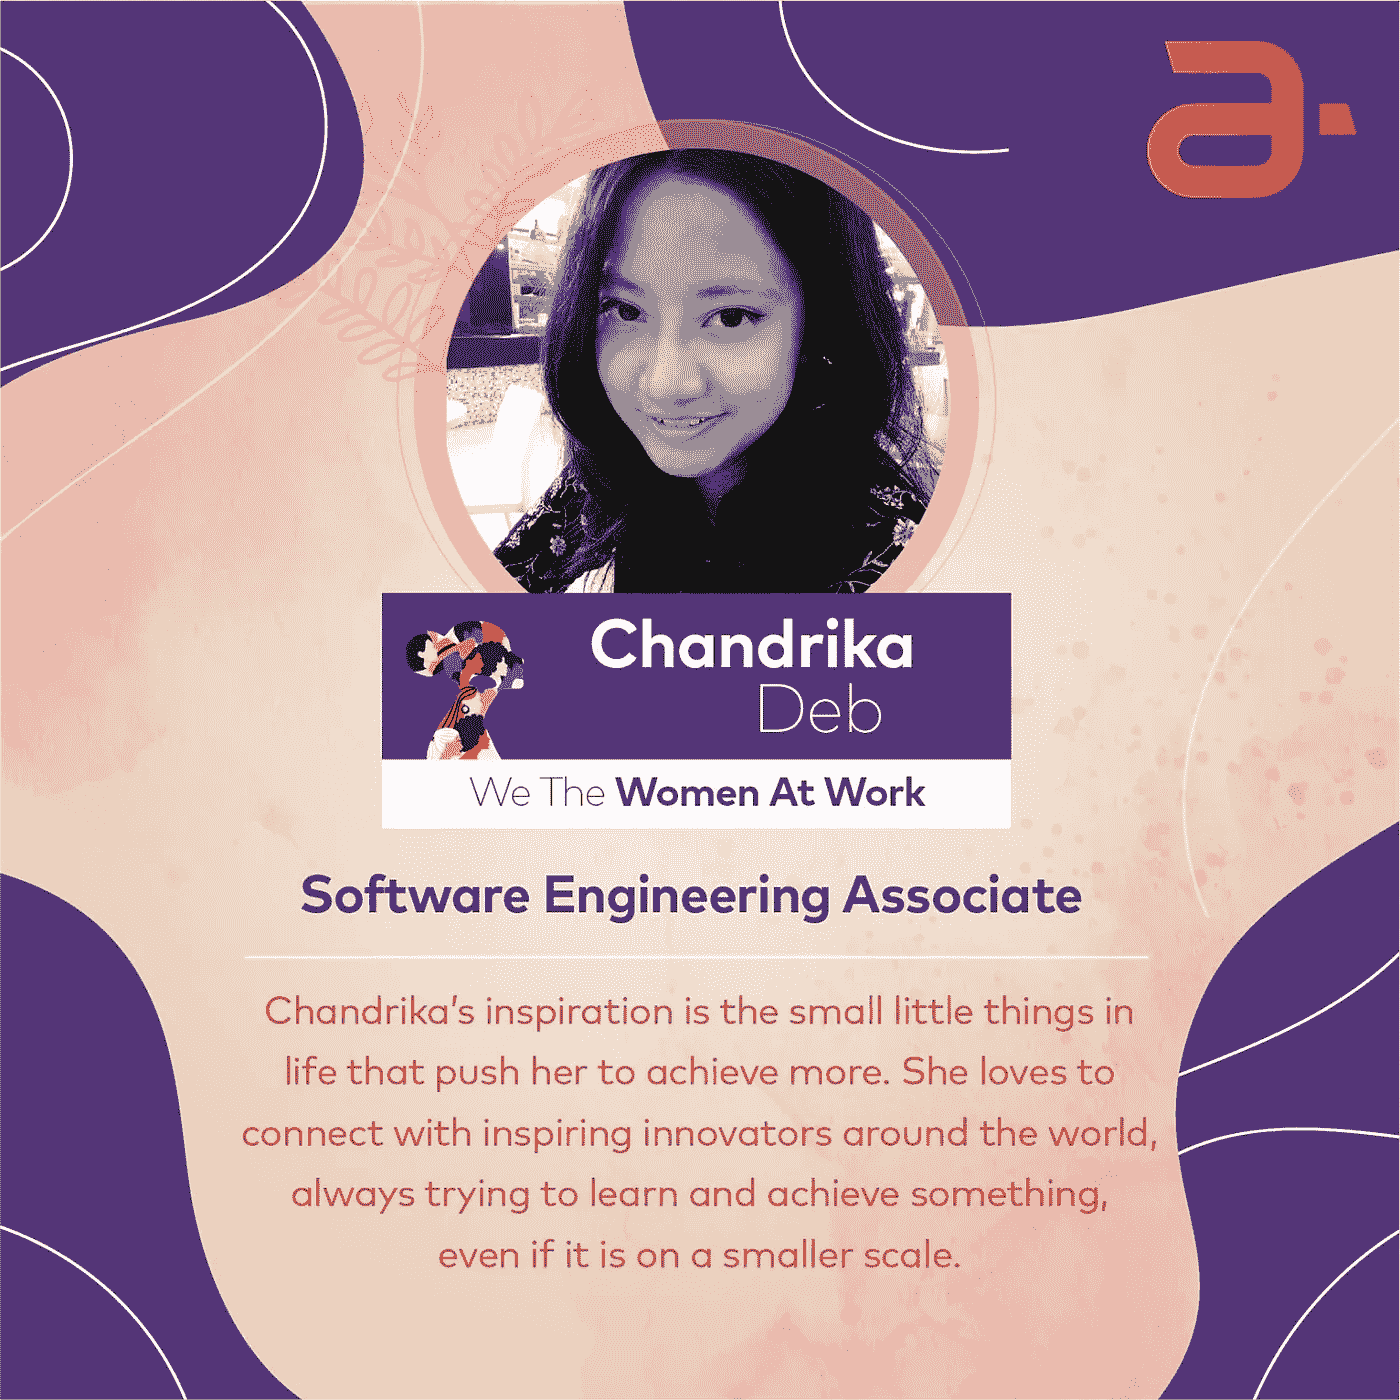 a
Chandrika
Deb
We The Women At Work
Software Engineering Associate
Chandrika's inspiration is the small little things in
life that push her to achieve more. She loves to
connect with inspiring innovators around the world,
always trying to learn and achieve something,
even if it is on a smaller scale.